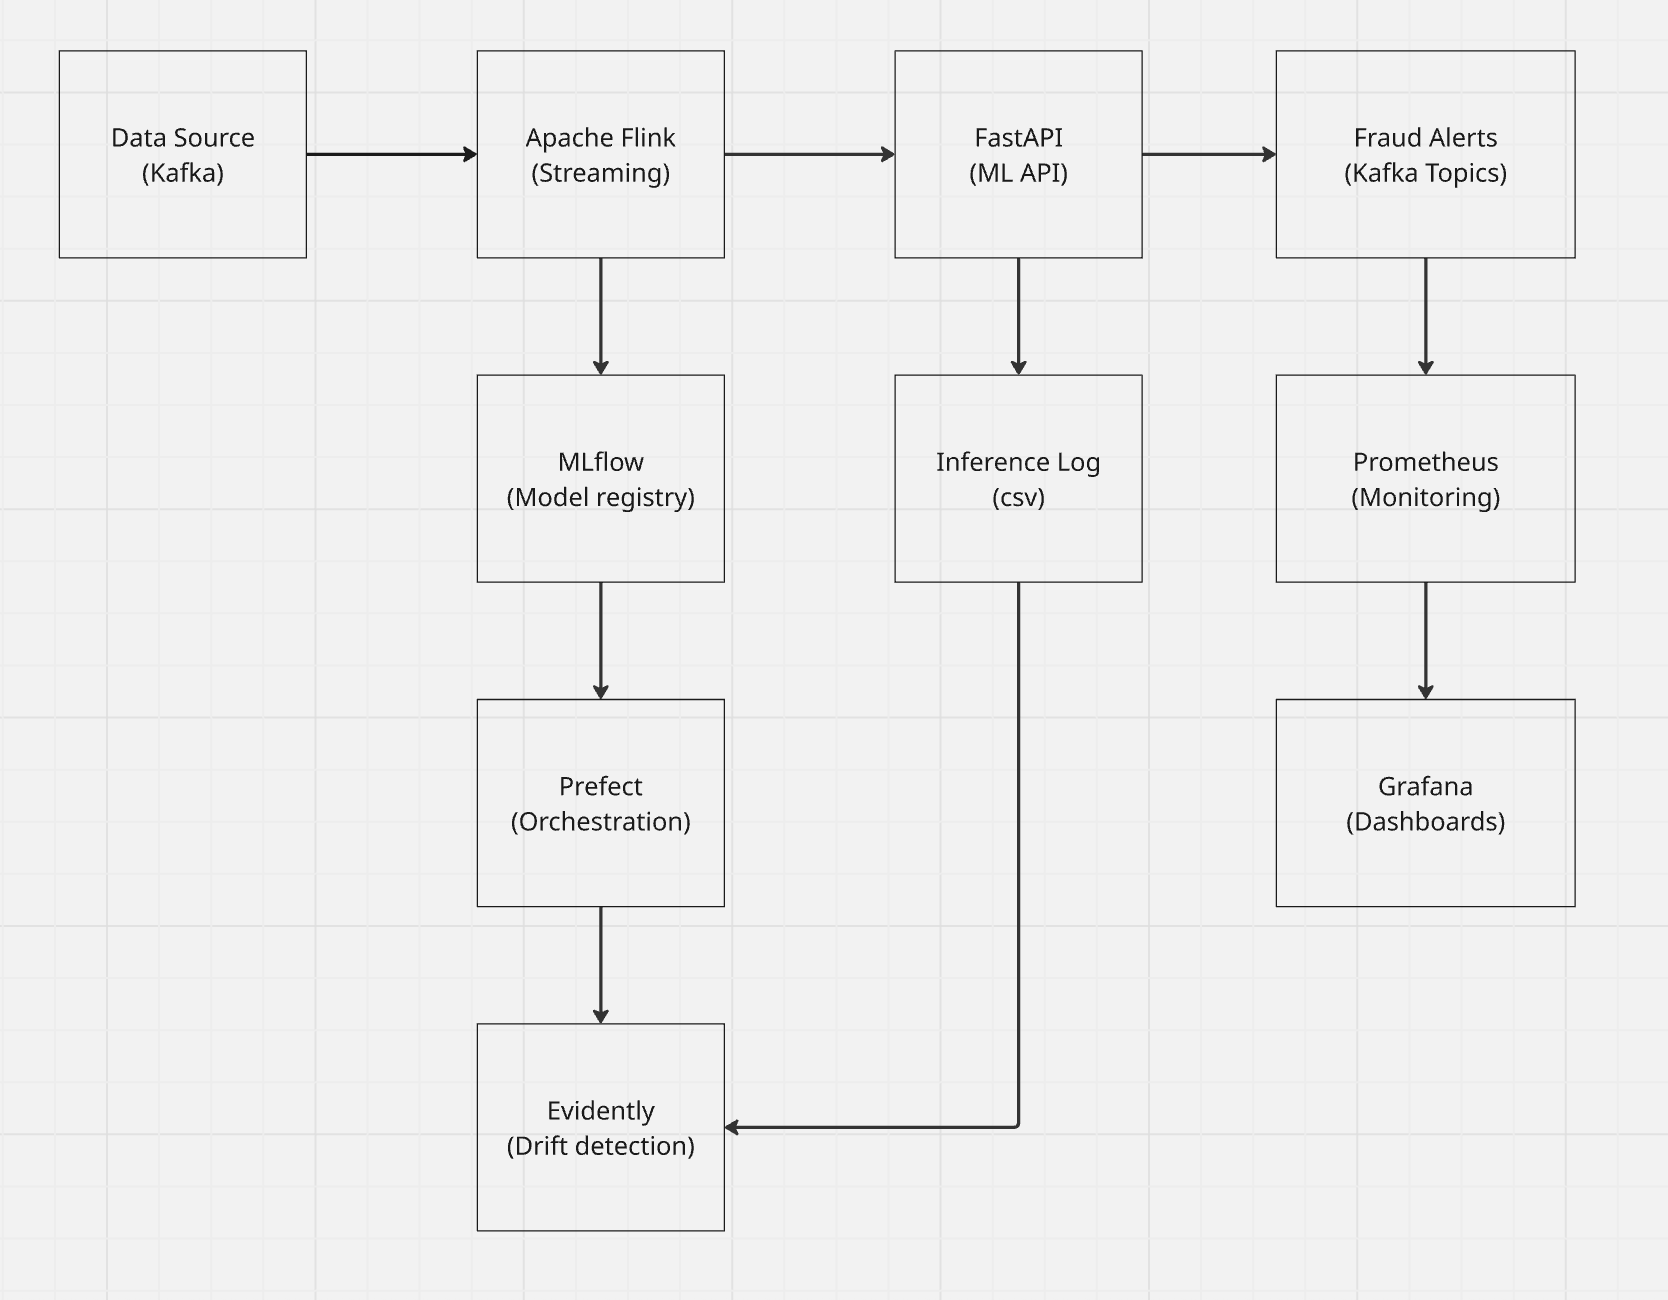 Data Source
(Kafka)
Apache Flink
(Streaming)
FastAPI
(ML API)
Fraud Alerts
(Kafka Topics)
MLflow
(Model registry)
Inference Log
(csv)
Prometheus
(Monitoring)
Prefect
(Orchestration)
Grafana
(Dashboards)
Evidently
(Drift detection)